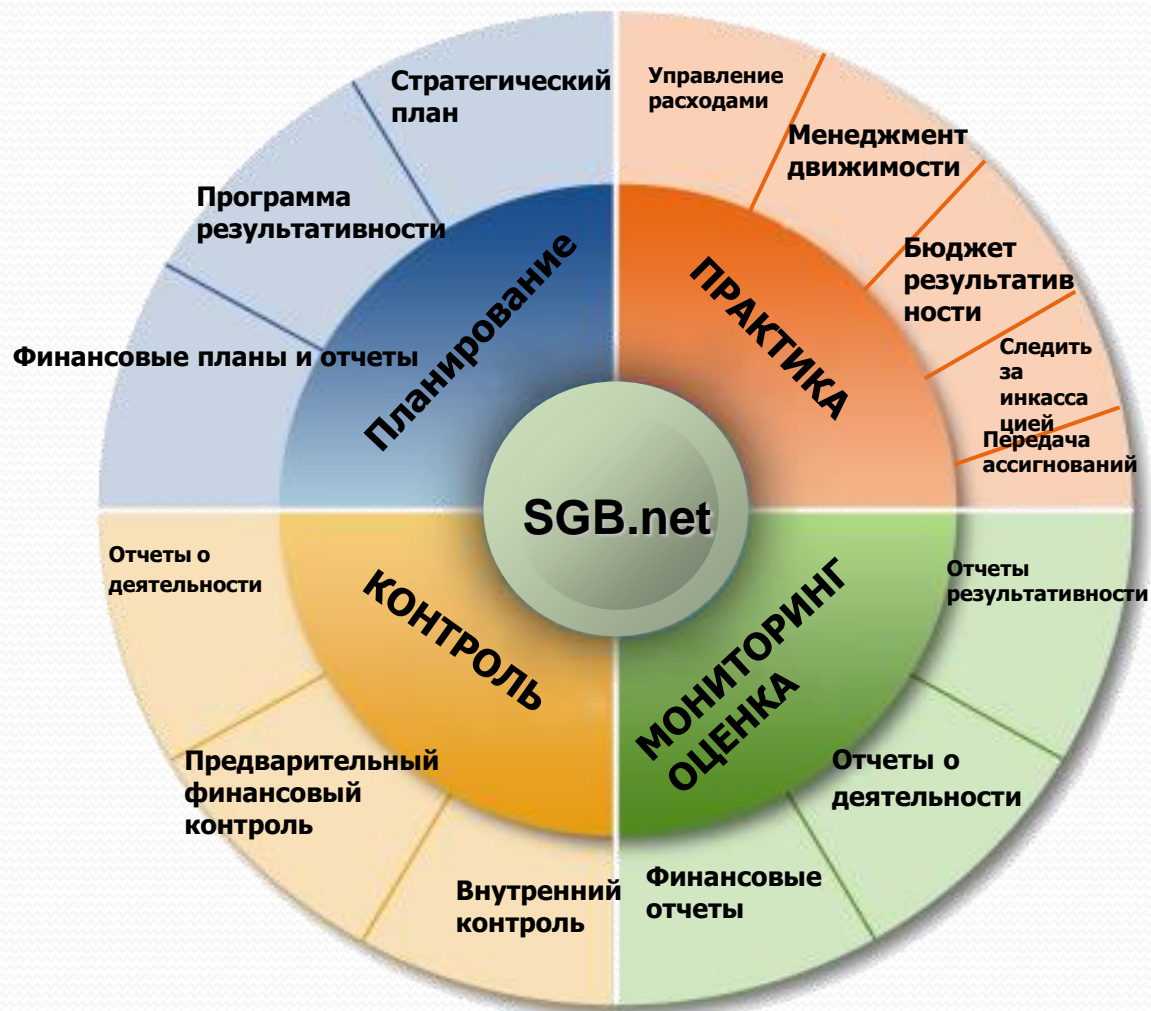 Стратегический
план
Программа
результативности
Финансовые планы и отчеты
Планирование
Управление
расходами
Менеджмент
движимости
Бюджет
результатив
ности
Следить
за
инкасса
цией
Передача
ассигнований
ПРАКТИКА
SGB.net
Отчеты о
деятельности
Предварительный
финансовый
контроль
Внутренний
контроль
КОНТРОЛЬ
МОНИТОРИНГ
ОЦЕНКА
Отчеты
результативности
Отчеты о
деятельности
Финансовые
отчеты